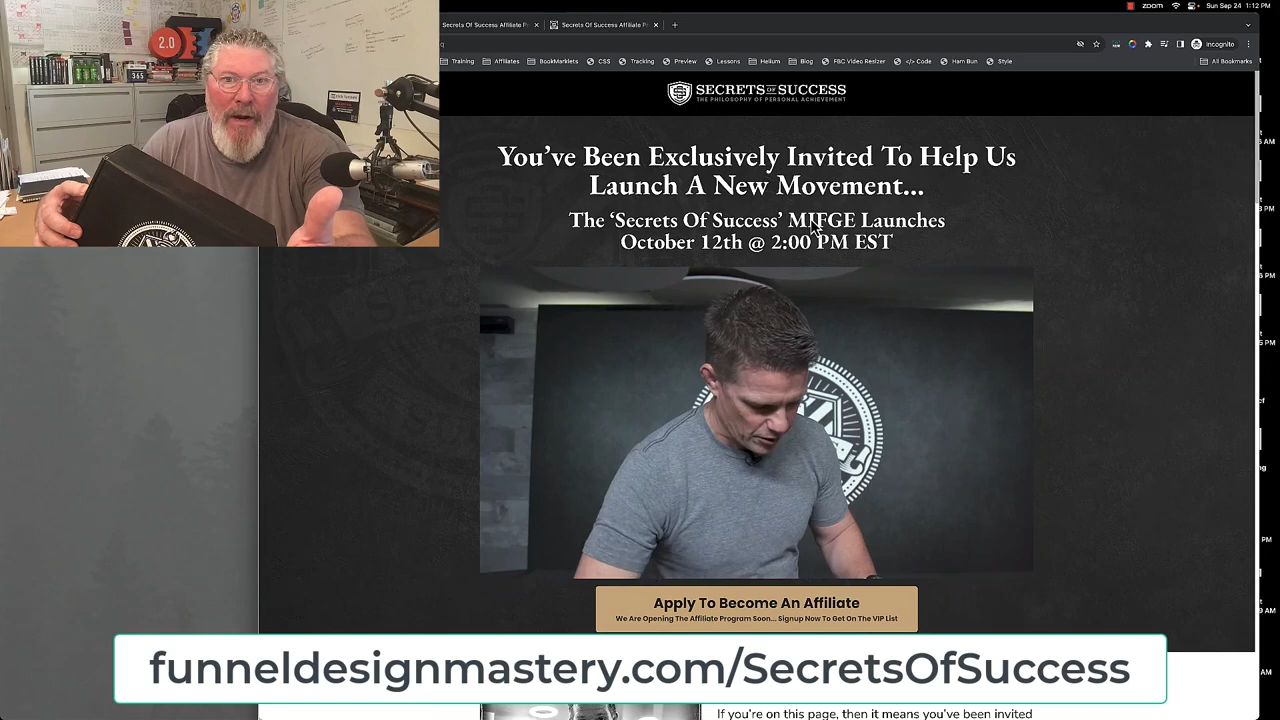 zoom Sun Sep 24 1:12 PM
Secrets Of Success Affiliate Pr × Secrets Of Success Affiliate Pr × +
Incognito
Training Affiliates BookMarklets CSS Tracking Preview Lessons Helium Blog FBC Video Resizer </> Code Ham Bun Style All Bookmarks
2.0
365
SECRETS OF SUCCESS
THE PHILOSOPHY OF PERSONAL ACHIEVEMENT
You’ve Been Exclusively Invited To Help Us
Launch A New Movement...
The ‘Secrets Of Success’ MIFGE Launches
October 12th @ 2:00 PM EST
Apply To Become An Affiliate
We Are Opening The Affiliate Program Soon... Signup Now To Get On The VIP List
funneldesignmastery.com/SecretsOfSuccess
If you're on this page, then it means you've been invited